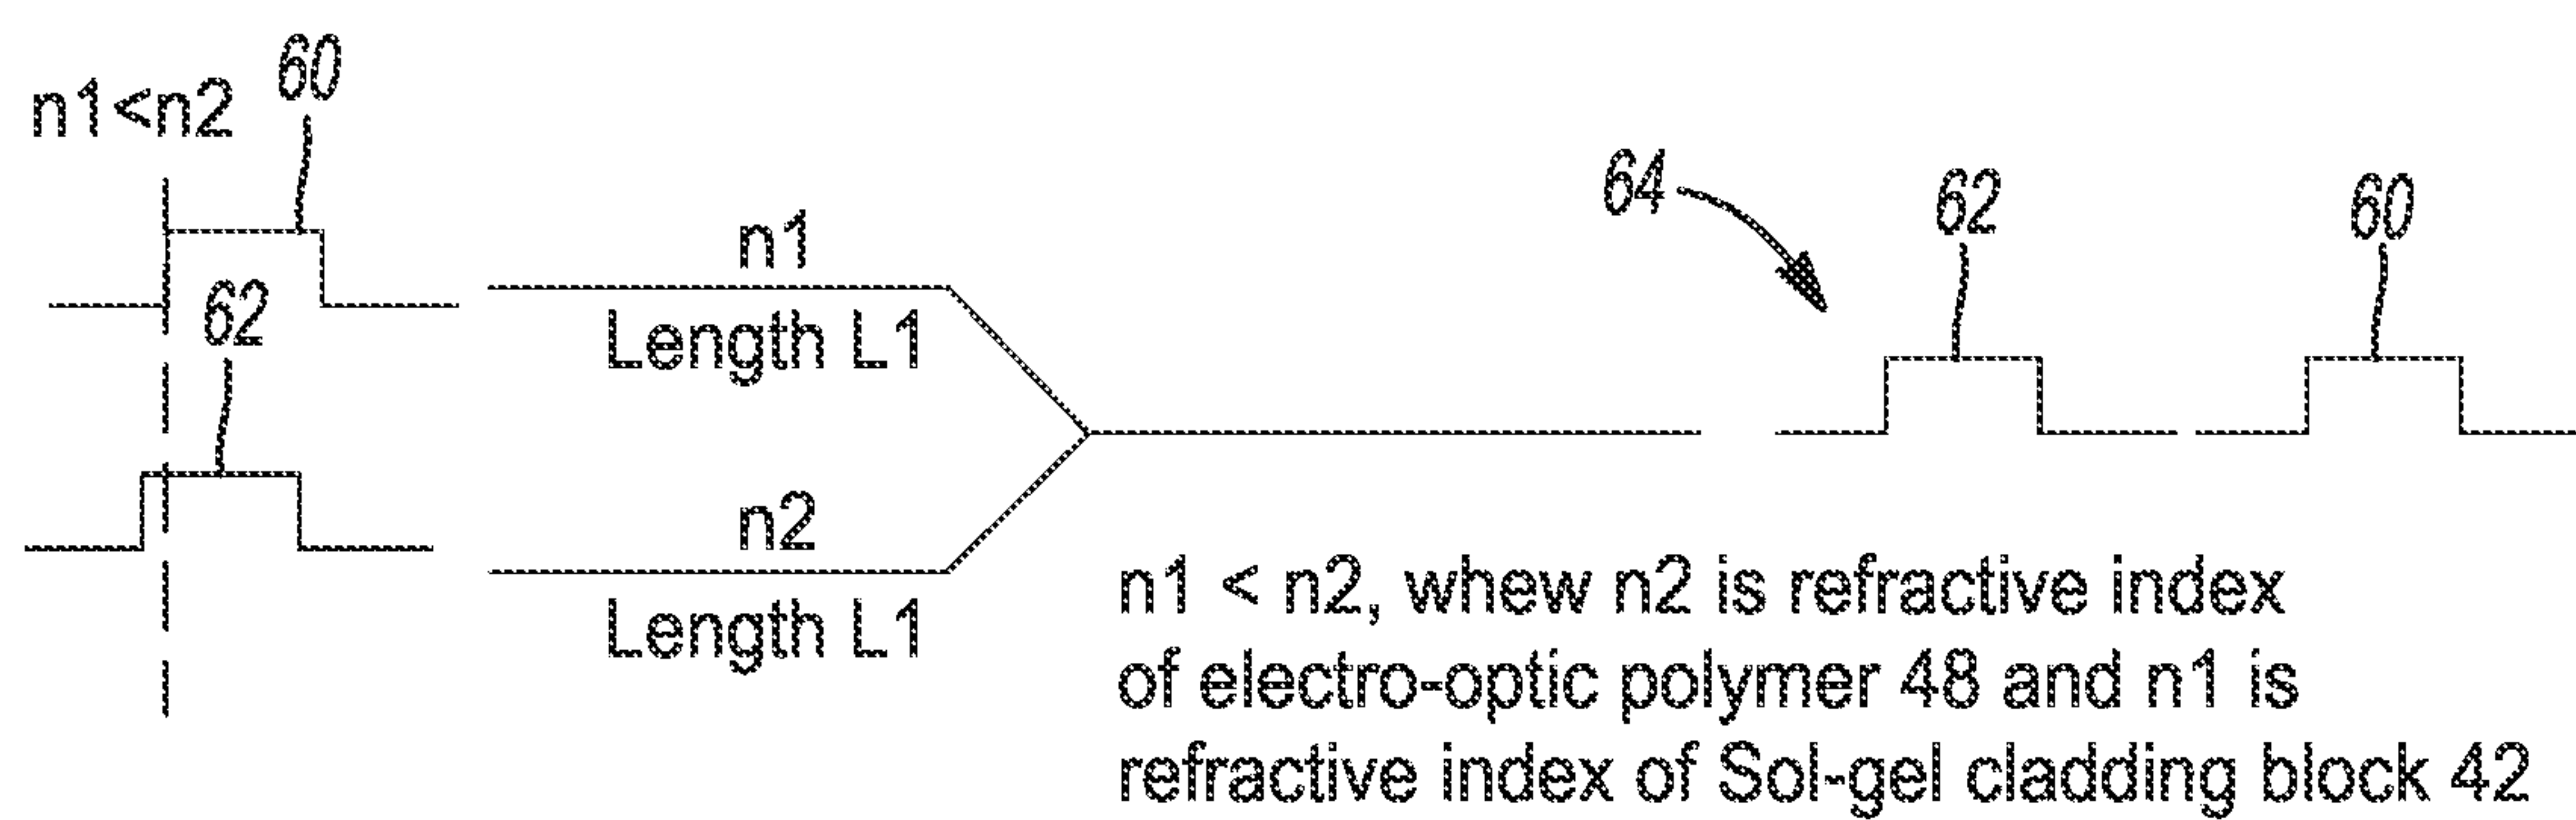 60
n1<n2
62
n1
Length L1
n2
Length L1
64
62
60
n1 < n2, whew n2 is refractive index
of electro-optic polymer 48 and n1 is
refractive index of Sol-gel cladding block 42